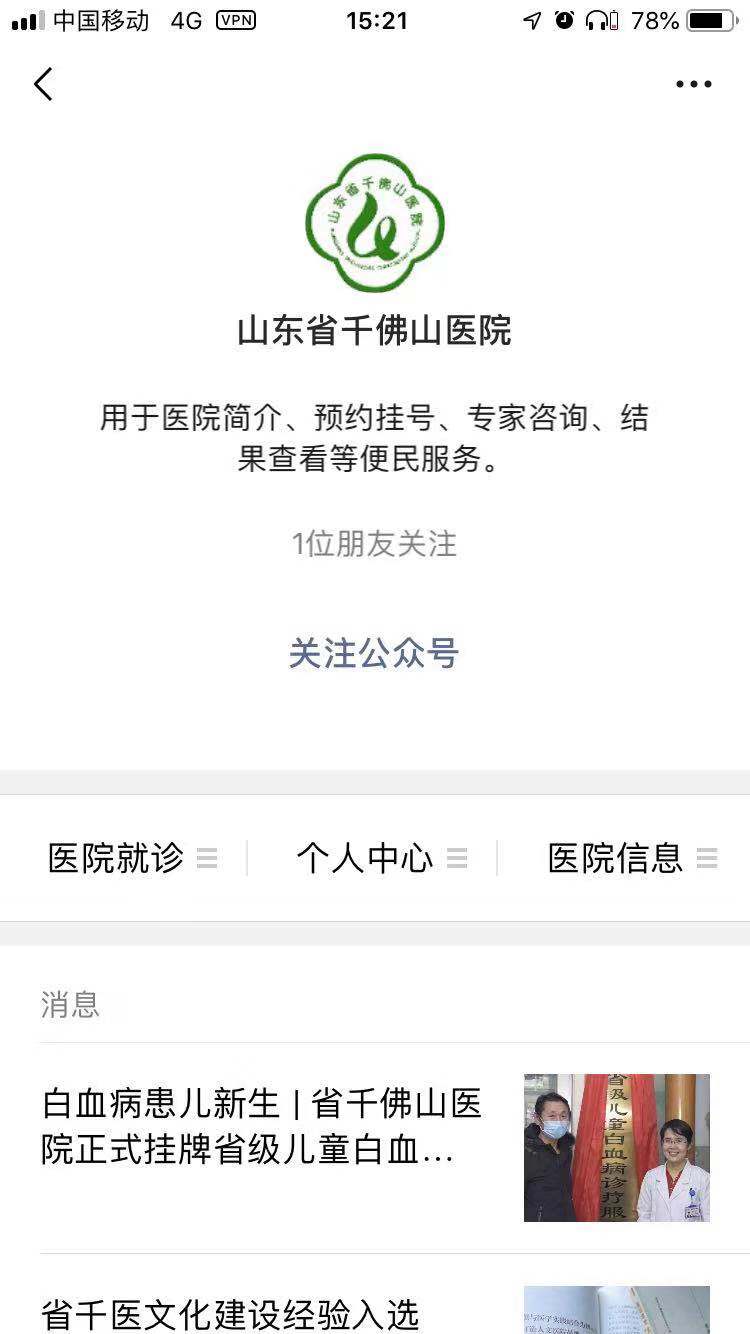 中国移动 4G VPN 15:21 78%
山东省千佛山医院
山东省千佛山医院
用于医院简介、预约挂号、专家咨询、结
果查看等便民服务。
1位朋友关注
关注公众号
医院就诊 个人中心 医院信息
消息
白血病患儿新生 | 省千佛山医
院正式挂牌省级儿童白血...
省级儿童白血病诊疗服
省千医文化建设经验入选